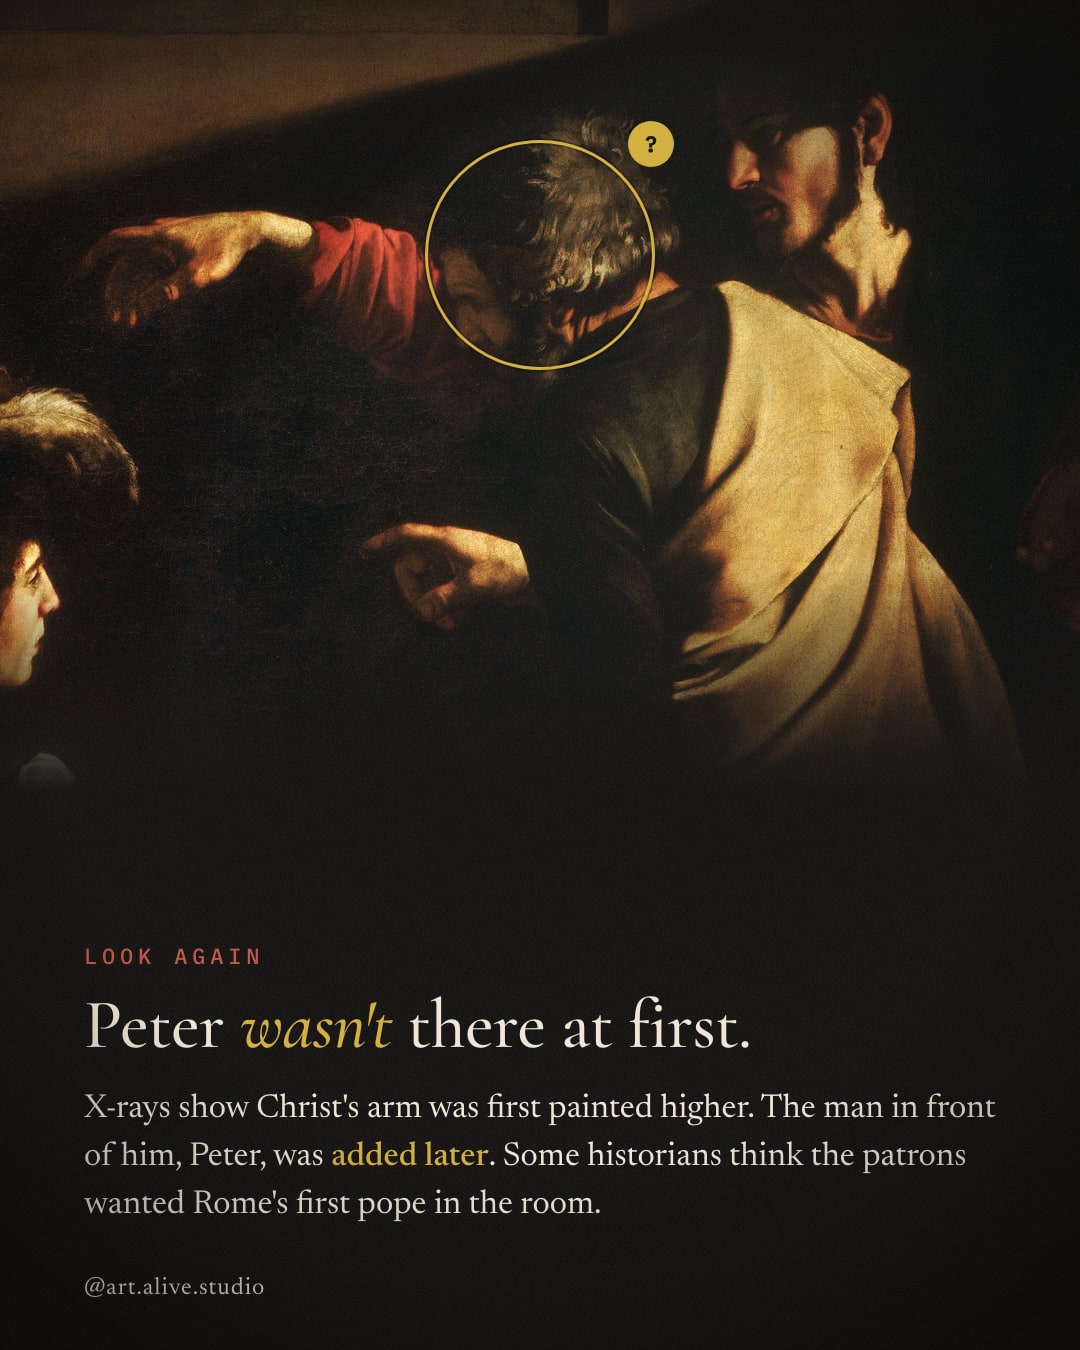 ?
LOOK AGAIN
Peter wasn't there at first.
X-rays show Christ's arm was first painted higher. The man in front
of him, Peter, was added later. Some historians think the patrons
wanted Rome's first pope in the room.
@art.alive.studio